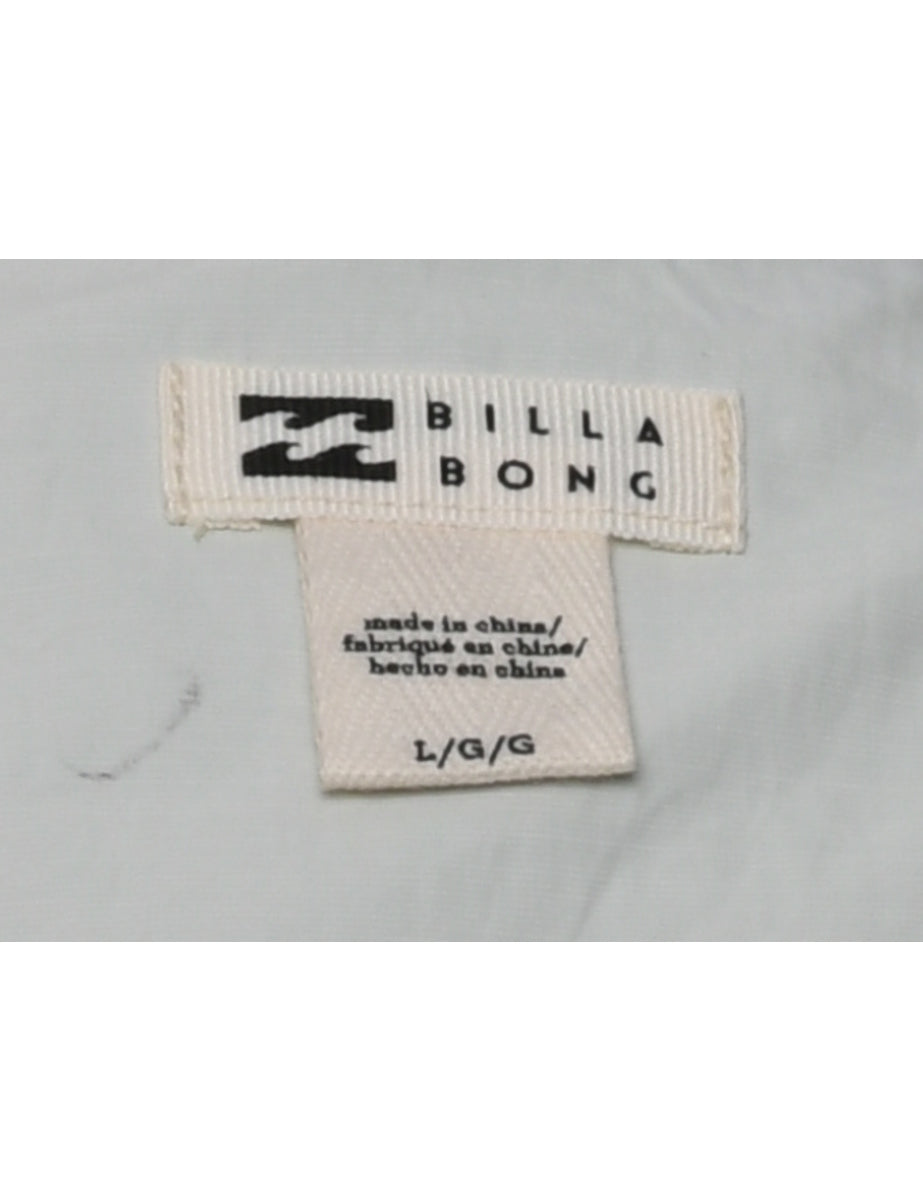 BILLA
BONG
made in china/
fabriqué en chine/
hecho en china
L/G/G